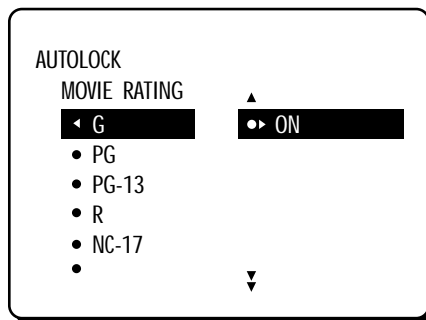 AUTOLOCK
MOVIE RATING
G ON
PG
PG-13
R
NC-17